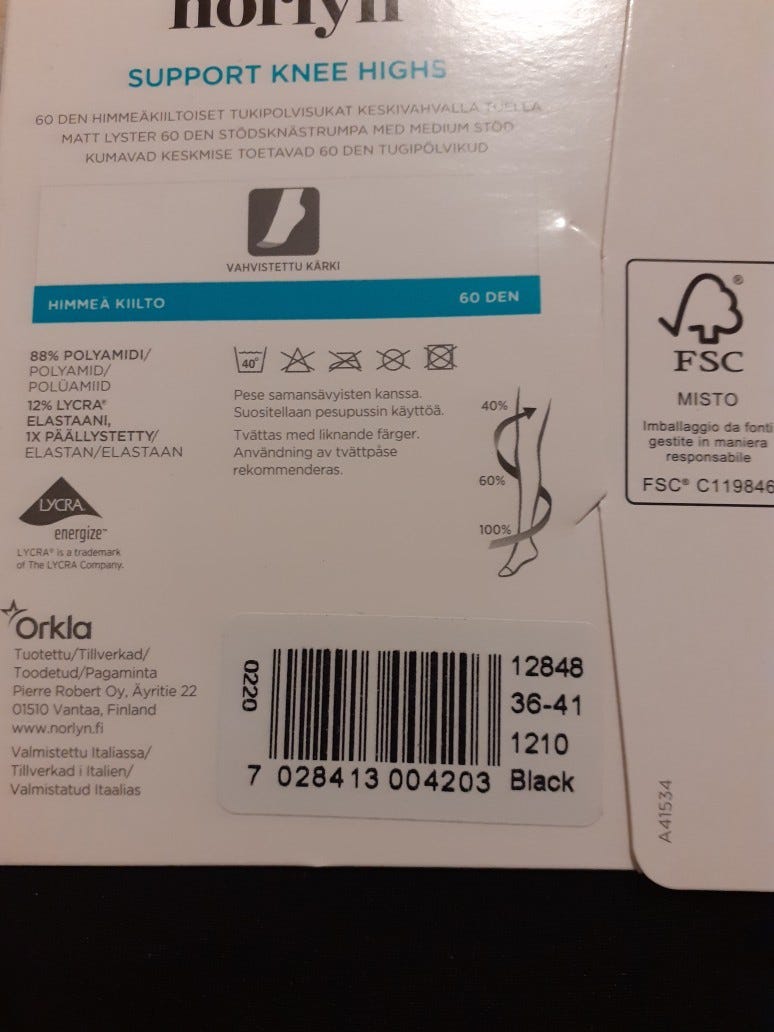 norlyn
SUPPORT KNEE HIGHS
60 DEN HIMMEÄKIILTOISET TUKIPOLVISUKAT KESKIVAHVALLA TUELLA
MATT LYSTER 60 DEN STÖDSKNÄSTRUMPA MED MEDIUM STÖD
KUMAVAD KESKMISE TOETAVAD 60 DEN TUGIPÕLVIKUD
VAHVISTETTU KÄRKI
HIMMEÄ KIILTO
60 DEN
88% POLYAMIDI/
POLYAMID/
POLÜAMIID
12% LYCRA®
ELASTAANI,
1X PÄÄLLYSTETTY/
ELASTAN/ELASTAAN
40°
Pese samansävyisten kanssa.
Suositellaan pesupussin käyttöä.
Tvättas med liknande färger.
Användning av tvättpåse
rekommenderas.
40%
60%
100%
LYCRA
energize™
LYCRA® is a trademark
of The LYCRA Company.
Orkla
Tuotettu/Tillverkad/
Toodetud/Pagaminta
Pierre Robert Oy, Äyritie 22
01510 Vantaa, Finland
www.norlyn.fi
Valmistettu Italiassa/
Tillverkad i Italien/
Valmistatud Itaalias
0220
12848
36-41
1210
7 028413 004203 Black
®
FSC
MISTO
Imballaggio da fonti
gestite in maniera
responsabile
FSC® C119846
A41534